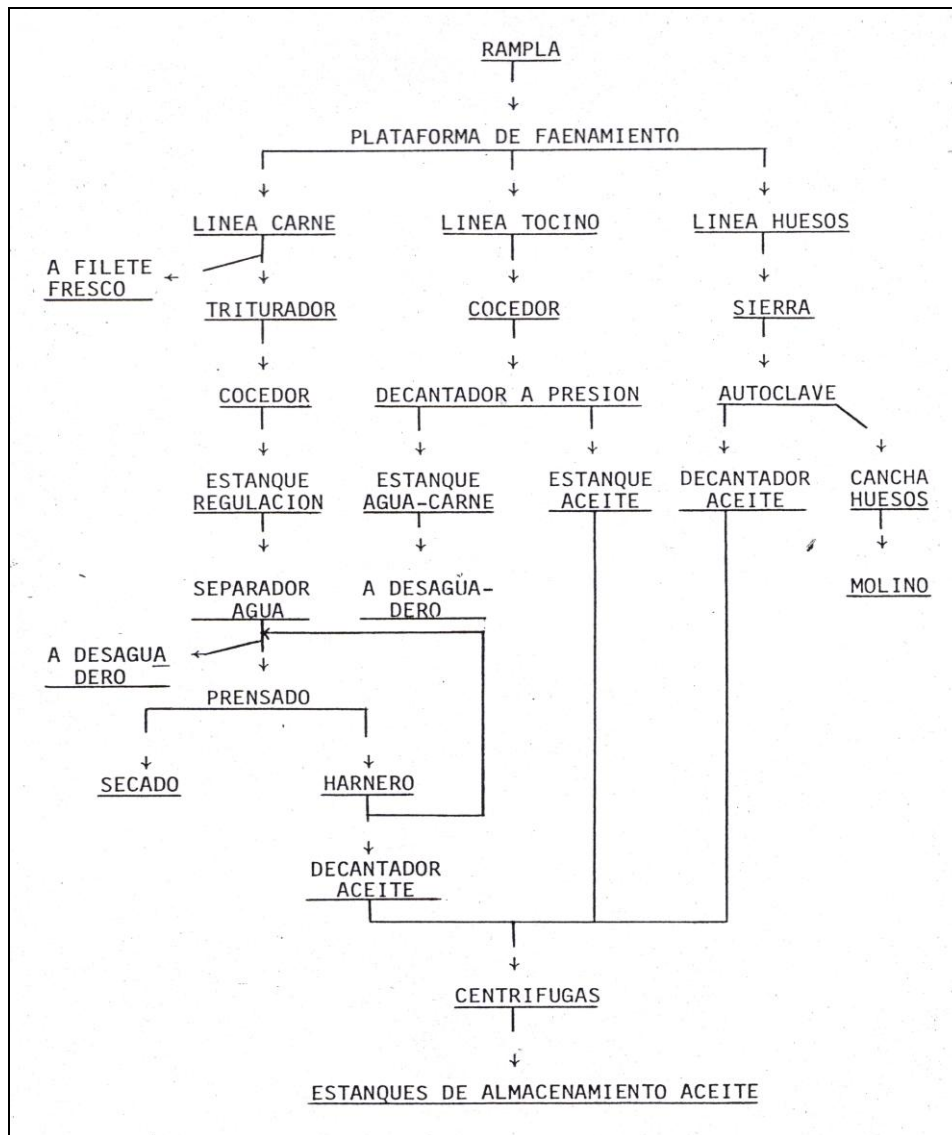 RAMPLA
PLATAFORMA DE FAENAMIENTO
LINEA CARNE
LINEA TOCINO
LINEA HUESOS
A FILETE
FRESCO
TRITURADOR
COCEDOR
SIERRA
COCEDOR
DECANTADOR A PRESION
AUTOCLAVE
ESTANQUE
REGULACION
ESTANQUE
AGUA-CARNE
ESTANQUE
ACEITE
DECANTADOR
ACEITE
CANCHA
HUESOS
SEPARADOR
AGUA
A DESAGÜA-
DERO
MOLINO
A DESAGUA
DERO
PRENSADO
SECADO
HARNERO
DECANTADOR
ACEITE
CENTRIFUGAS
ESTANQUES DE ALMACENAMIENTO ACEITE